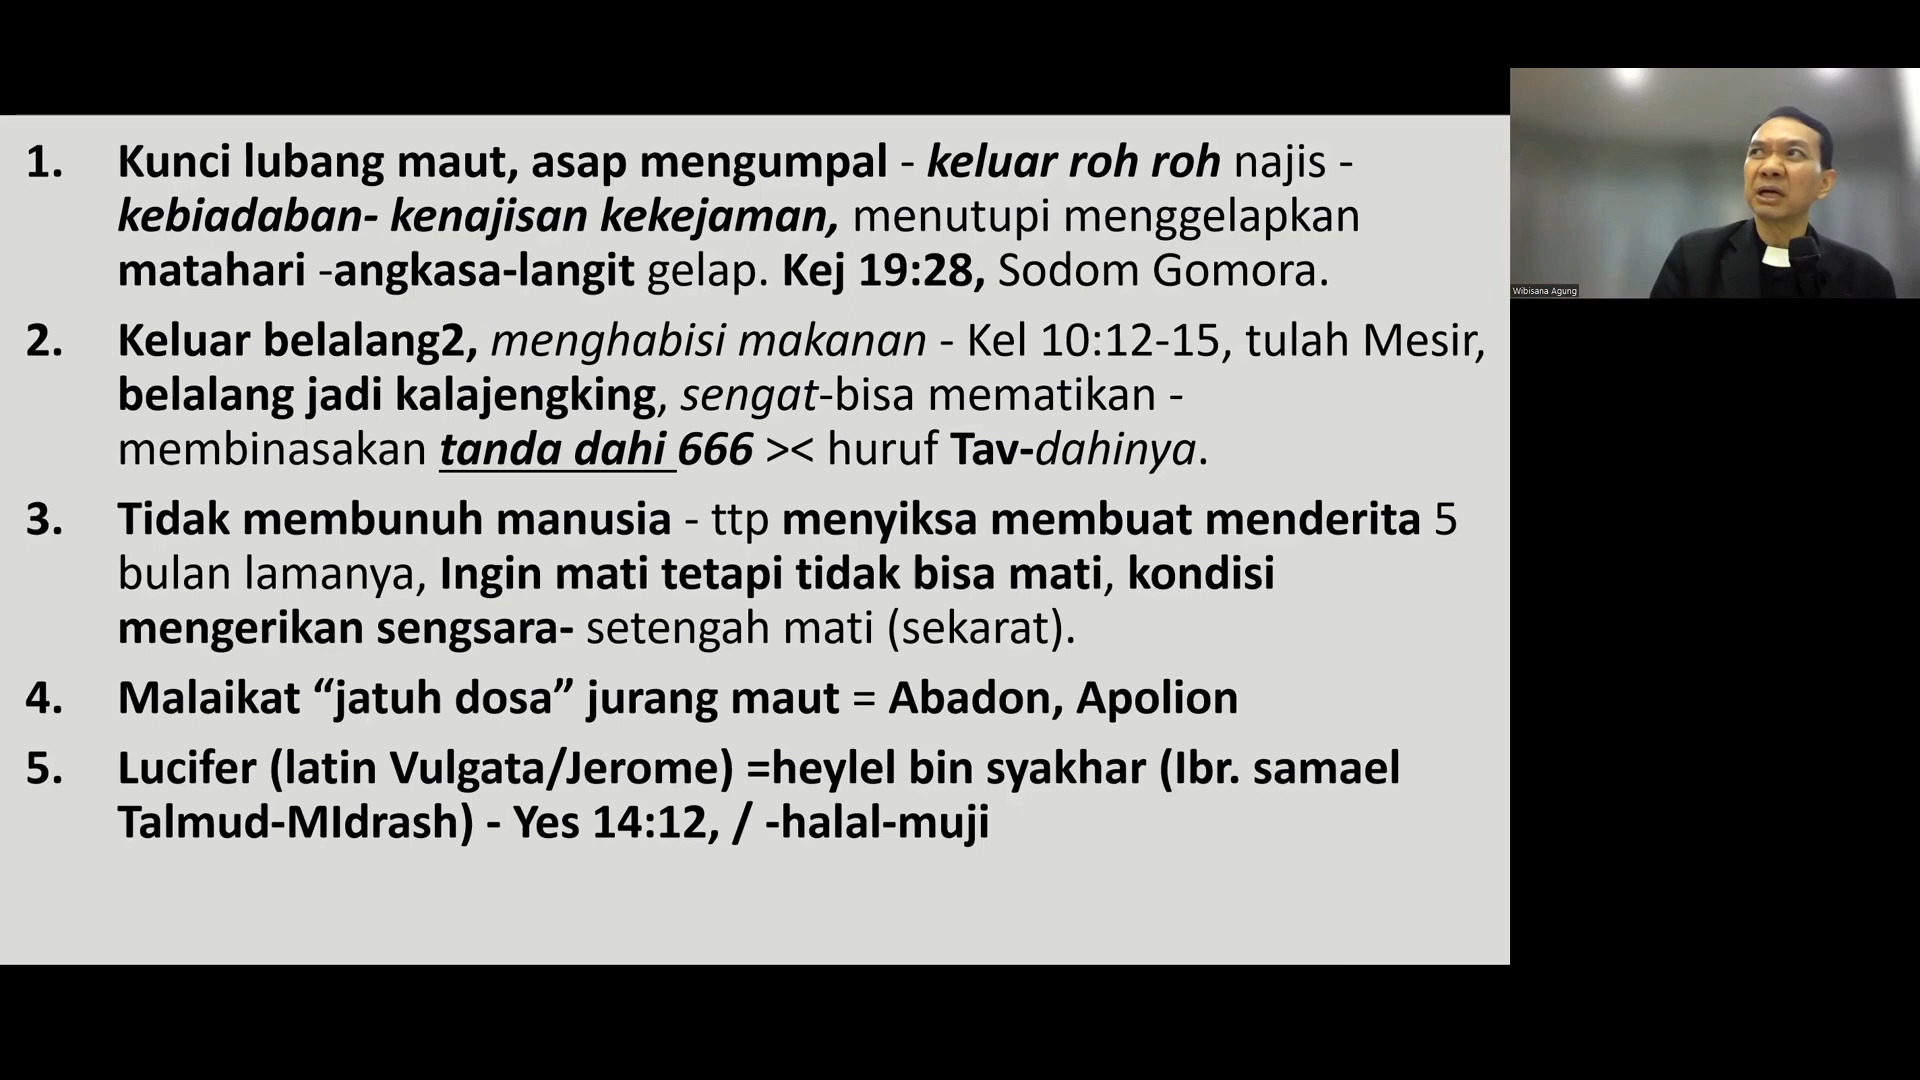 1. Kunci lubang maut, asap mengumpal - keluar roh roh najis -
kebiadaban- kenajisan kekejaman, menutupi menggelapkan
matahari -angkasa-langit gelap. Kej 19:28, Sodom Gomora.
2. Keluar belalang2, menghabisi makanan - Kel 10:12-15, tulah Mesir,
belalang jadi kalajengking, sengat-bisa mematikan -
membinasakan tanda dahi 666 >< huruf Tav-dahinya.
3. Tidak membunuh manusia - ttp menyiksa membuat menderita 5
bulan lamanya, Ingin mati tetapi tidak bisa mati, kondisi
mengerikan sengsara- setengah mati (sekarat).
4. Malaikat “jatuh dosa” jurang maut = Abadon, Apolion
5. Lucifer (latin Vulgata/Jerome) =heylel bin syakhar (Ibr. samael
Talmud-MIdrash) - Yes 14:12, / -halal-muji
Wibisana Agung